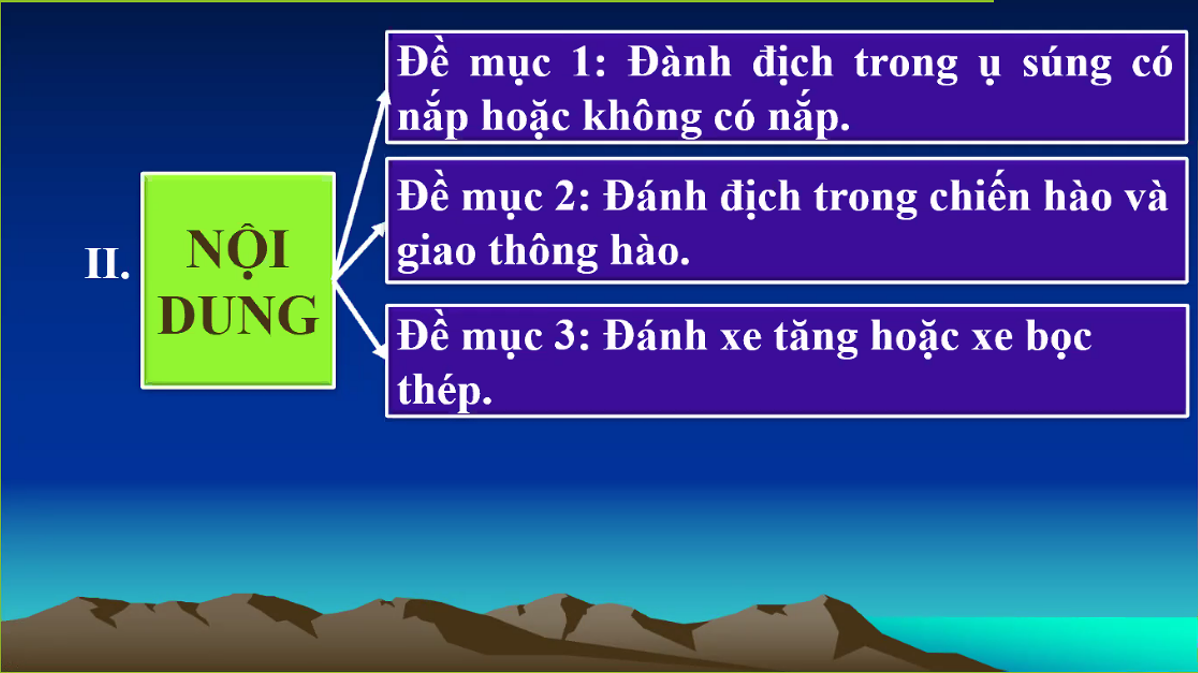 II.
NỘI
DUNG
Đề mục 1: Đành địch trong ụ súng có
nắp hoặc không có nắp.
Đề mục 2: Đánh địch trong chiến hào và
giao thông hào.
Đề mục 3: Đánh xe tăng hoặc xe bọc
thép.